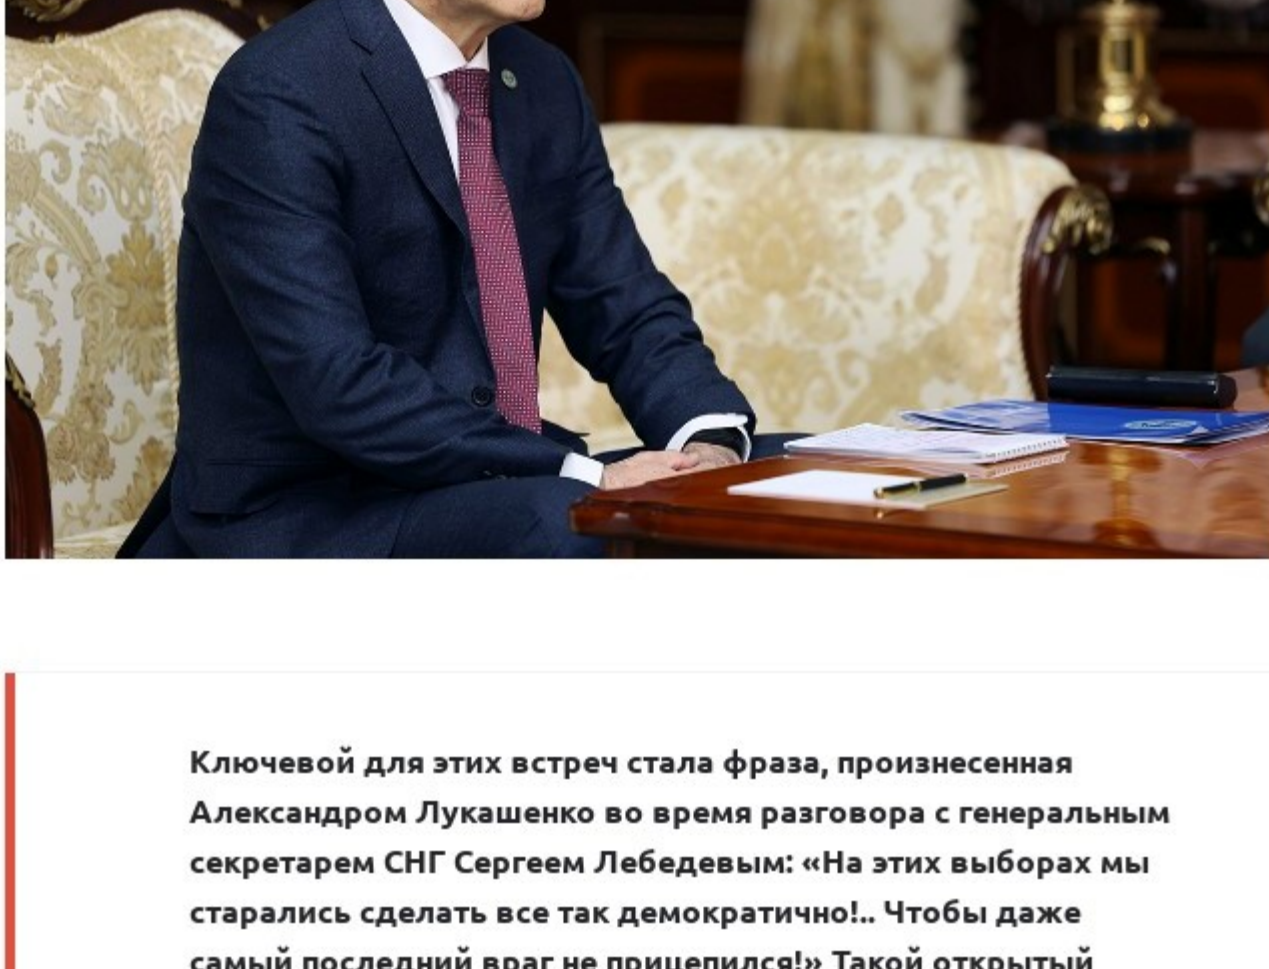 Ключевой для этих встреч стала фраза, произнесенная
Александром Лукашенко во время разговора с генеральным
секретарем СНГ Сергеем Лебедевым: «На этих выборах мы
старались сделать все так демократично!.. Чтобы даже
самый последний враг не прицепился!» Такой открытый